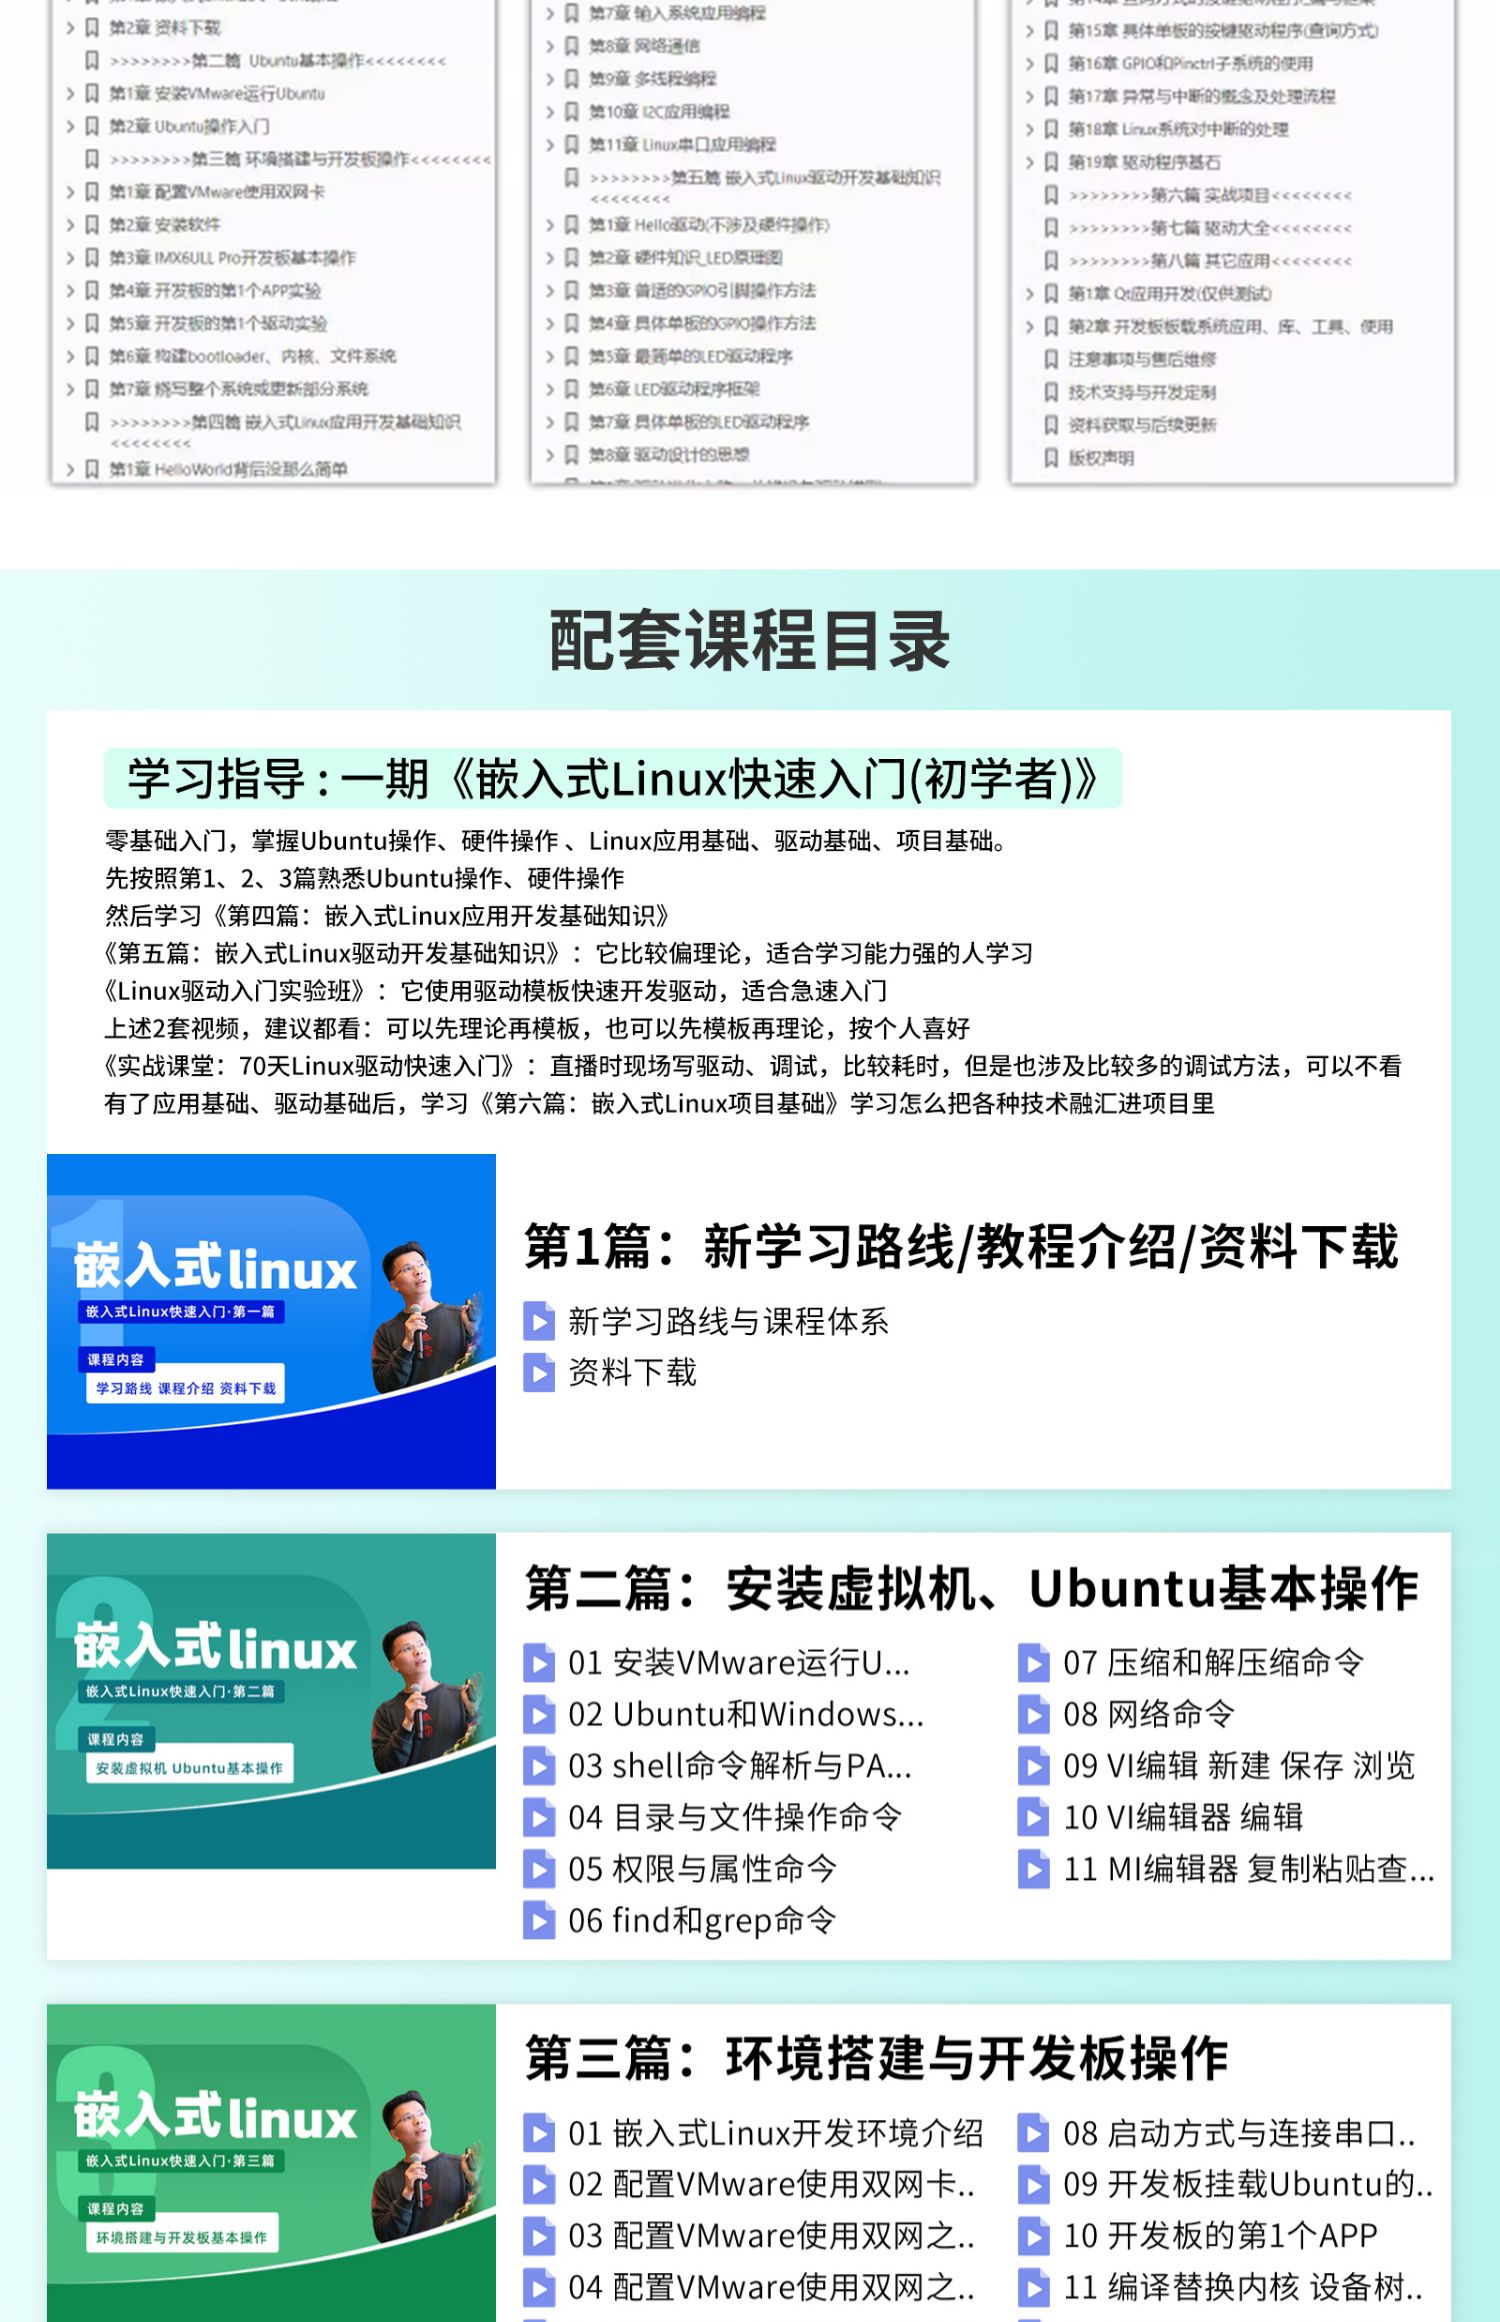 第2章 资料下载
>>>>>>>>第二篇 Ubuntu基本操作<<<<<<<<
第1章 安装VMware运行Ubuntu
第2章 Ubuntu操作入门
>>>>>>>>第三篇 环境搭建与开发板操作<<<<<<<<
第1章 配置VMware使用双网卡
第2章 安装软件
第3章 IMX6ULL Pro开发板基本操作
第4章 开发板的第1个APP实验
第5章 开发板的第1个驱动实验
第6章 构建bootloader、内核、文件系统
第7章 烧写整个系统或更新部分系统
>>>>>>>>第四篇 嵌入式Linux应用开发基础知识
<<<<<<<<
第1章 HelloWorld背后没那么简单
第7章 输入系统应用编程
第8章 网络通信
第9章 多线程编程
第10章 I2C应用编程
第11章 Linux串口应用编程
>>>>>>>>第五篇 嵌入式Linux驱动开发基础知识
<<<<<<<<
第1章 Hello驱动(不涉及硬件操作)
第2章 硬件知识_LED原理图
第3章 普适的GPIO引脚操作方法
第4章 具体单板的GPIO操作方法
第5章 最简单的LED驱动程序
第6章 LED驱动程序框架
第7章 具体单板的LED驱动程序
第8章 驱动设计的思想
第15章 具体单板的按键驱动程序(查询方式)
第16章 GPIO和Pinctrl子系统的使用
第17章 异常与中断的概念及处理流程
第18章 Linux系统对中断的处理
第19章 驱动程序基石
>>>>>>>>第六篇 实战项目<<<<<<<<
>>>>>>>>第七篇 驱动大全<<<<<<<<
>>>>>>>>第八篇 其它应用<<<<<<<<
第1章 Qt应用开发(仅供测试)
第2章 开发板板载系统应用、库、工具、使用
注意事项与售后维修
技术支持与开发定制
资料获取与后续更新
版权声明
配套课程目录
学习指导：一期《嵌入式Linux快速入门(初学者)》
零基础入门，掌握Ubuntu操作、硬件操作 、Linux应用基础、驱动基础、项目基础。
先按照第1、2、3篇熟悉Ubuntu操作、硬件操作
然后学习《第四篇：嵌入式Linux应用开发基础知识》
《第五篇：嵌入式Linux驱动开发基础知识》：它比较偏理论，适合学习能力强的人学习
《Linux驱动入门实验班》：它使用驱动模板快速开发驱动，适合急速入门
上述2套视频，建议都看：可以先理论再模板，也可以先模板再理论，按个人喜好
《实战课堂：70天Linux驱动快速入门》：直播时现场写驱动、调试，比较耗时，但是也涉及比较多的调试方法，可以不看
有了应用基础、驱动基础后，学习《第六篇：嵌入式Linux项目基础》学习怎么把各种技术融汇进项目里
1
嵌入式linux
嵌入式Linux快速入门·第一篇
课程内容
学习路线 课程介绍 资料下载
第1篇：新学习路线/教程介绍/资料下载
新学习路线与课程体系
资料下载
2
嵌入式linux
嵌入式Linux快速入门·第二篇
课程内容
安装虚拟机 Ubuntu基本操作
第二篇：安装虚拟机、Ubuntu基本操作
01 安装VMware运行U...
02 Ubuntu和Windows...
03 shell命令解析与PA...
04 目录与文件操作命令
05 权限与属性命今
06 find和grep命令
07 压缩和解压缩命令
08 网络命令
09 VI编辑 新建 保存 浏览
10 VI编辑器 编辑
11 MI编辑器 复制粘贴查...
3
嵌入式linux
嵌入式Linux快速入门·第三篇
课程内容
环境搭建与开发板基本操作
第三篇：环境搭建与开发板操作
01 嵌入式Linux开发环境介绍
02 配置VMware使用双网卡..
03 配置VMware使用双网之..
04 配置VMware使用双网之..
08 启动方式与连接串口..
09 开发板挂载Ubuntu的..
10 开发板的第1个APP
11 编译替换内核 设备树..